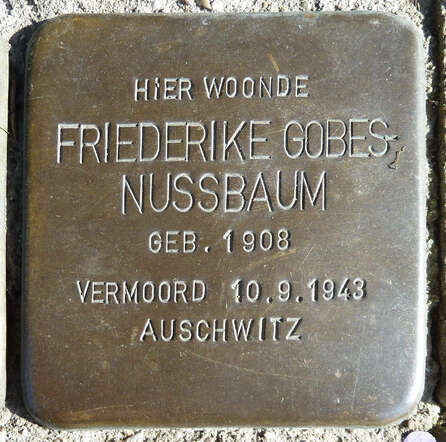 HIER WOONDE
FRIEDERIKE GOBES-
NUSSBAUM
GEB. 1908
VERMOORD 10.9.1943
AUSCHWITZ